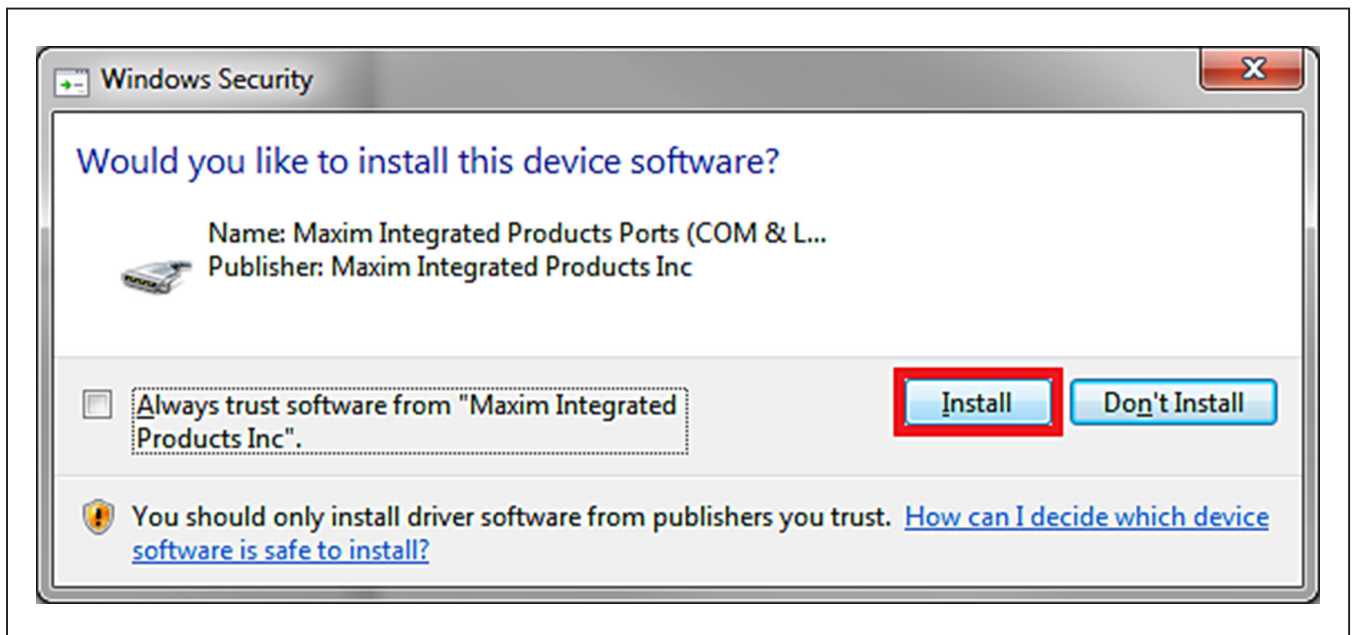 Windows Security
Would you like to install this device software?
Name: Maxim Integrated Products Ports (COM & L...
Publisher: Maxim Integrated Products Inc
Always trust software from "Maxim Integrated
Products Inc".
Install
Don't Install
You should only install driver software from publishers you trust. How can I decide which device
software is safe to install?